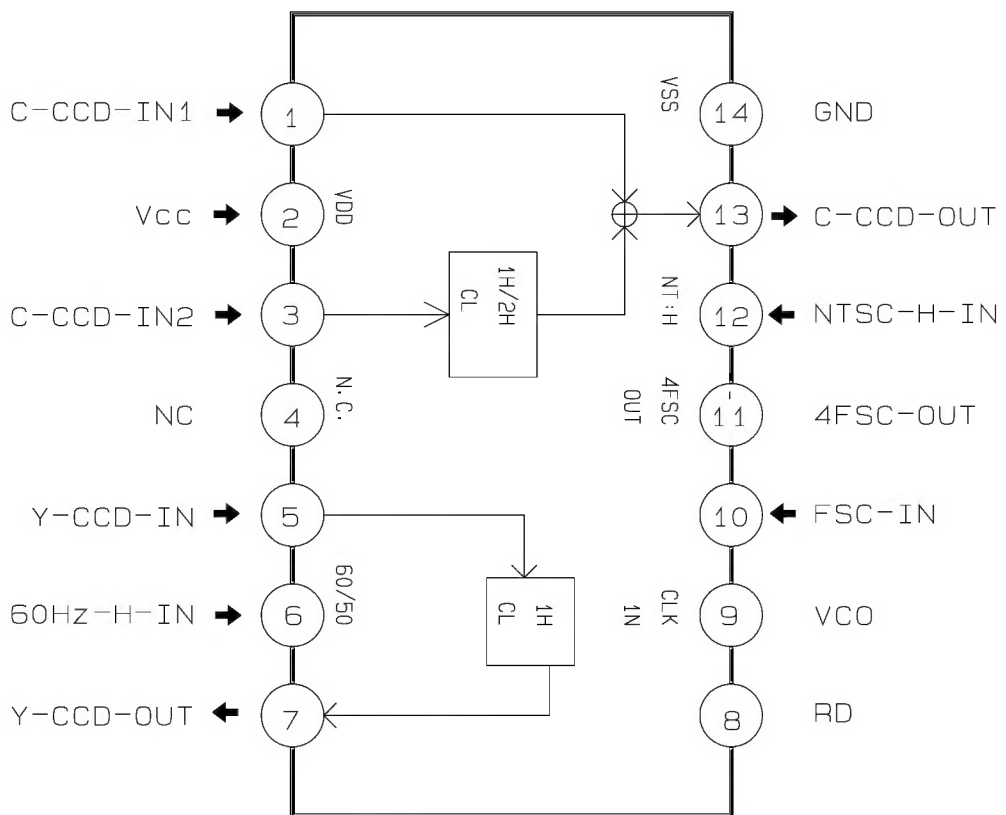 C-CCD-IN1
1
VSS
14
GND
Vcc
2
VDD
13
C-CCD-OUT
C-CCD-IN2
3
1H/2H
CL
NT:H
12
NTSC-H-IN
NC
4
N.C.
4FSC
OUT
11
4FSC-OUT
Y-CCD-IN
5
10
FSC-IN
60Hz-H-IN
6
60/50
1H
CL
CLK
1N
9
VCO
Y-CCD-OUT
7
8
RD